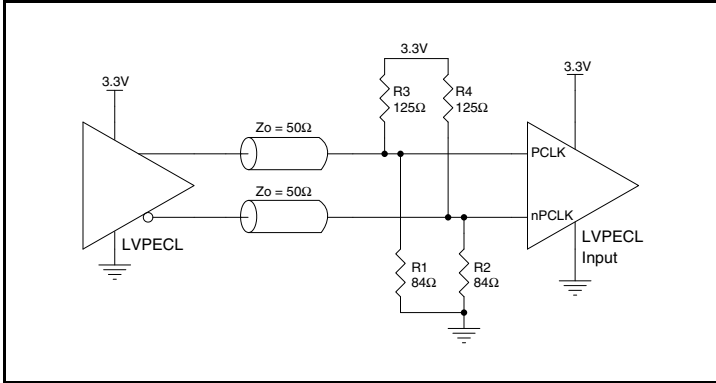 3.3V
3.3V
3.3V
R3
125Ω
R4
125Ω
Zo = 50Ω
PCLK
Zo = 50Ω
nPCLK
LVPECL
LVPECL
Input
R1
84Ω
R2
84Ω